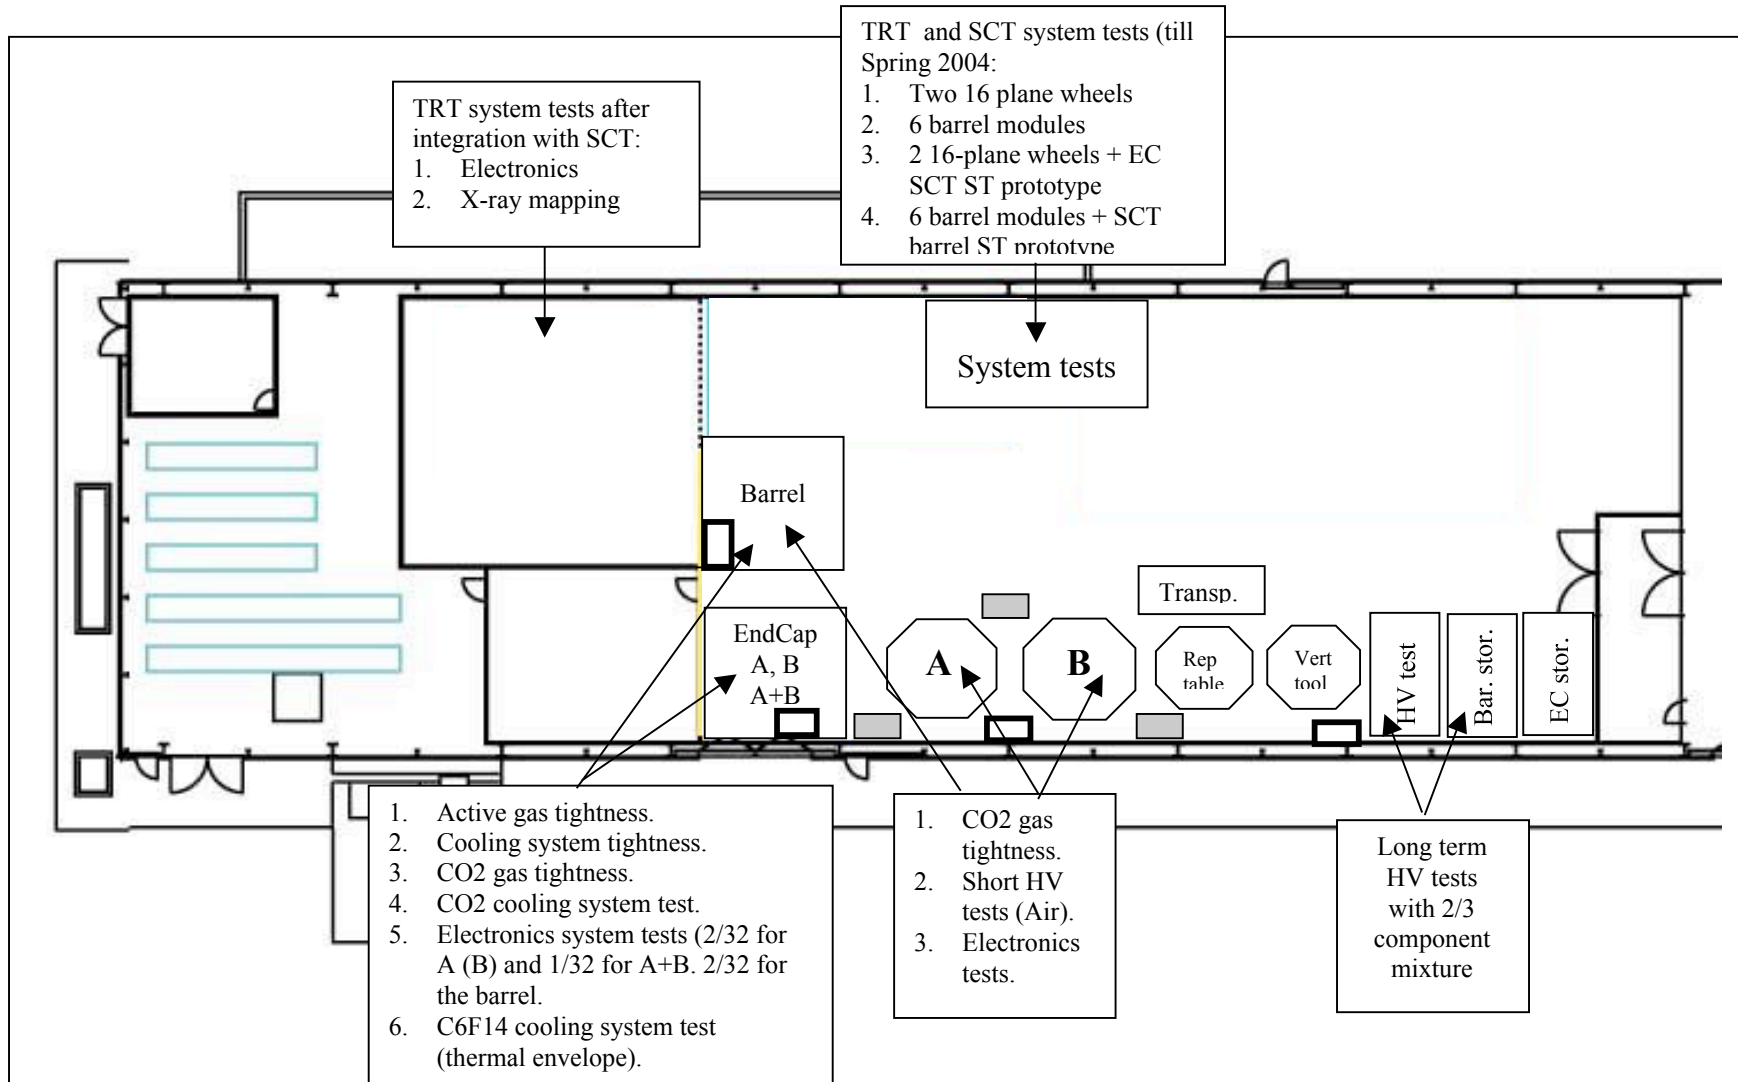 TRT and SCT system tests (till
Spring 2004:
1. Two 16 plane wheels
2. 6 barrel modules
3. 2 16-plane wheels + EC
SCT ST prototype
4. 6 barrel modules + SCT
barrel ST prototype
TRT system tests after
integration with SCT:
1. Electronics
2. X-ray mapping
System tests
Barrel
Transp.
EndCap
A, B
A+B
A
B
Rep
table
Vert
tool
HV test
Bar. stor.
EC stor.
1. Active gas tightness.
2. Cooling system tightness.
3. CO2 gas tightness.
4. CO2 cooling system test.
5. Electronics system tests (2/32 for
A (B) and 1/32 for A+B. 2/32 for
the barrel.
6. C6F14 cooling system test
(thermal envelope).
1. CO2 gas
tightness.
2. Short HV
tests (Air).
3. Electronics
tests.
Long term
HV tests
with 2/3
component
mixture